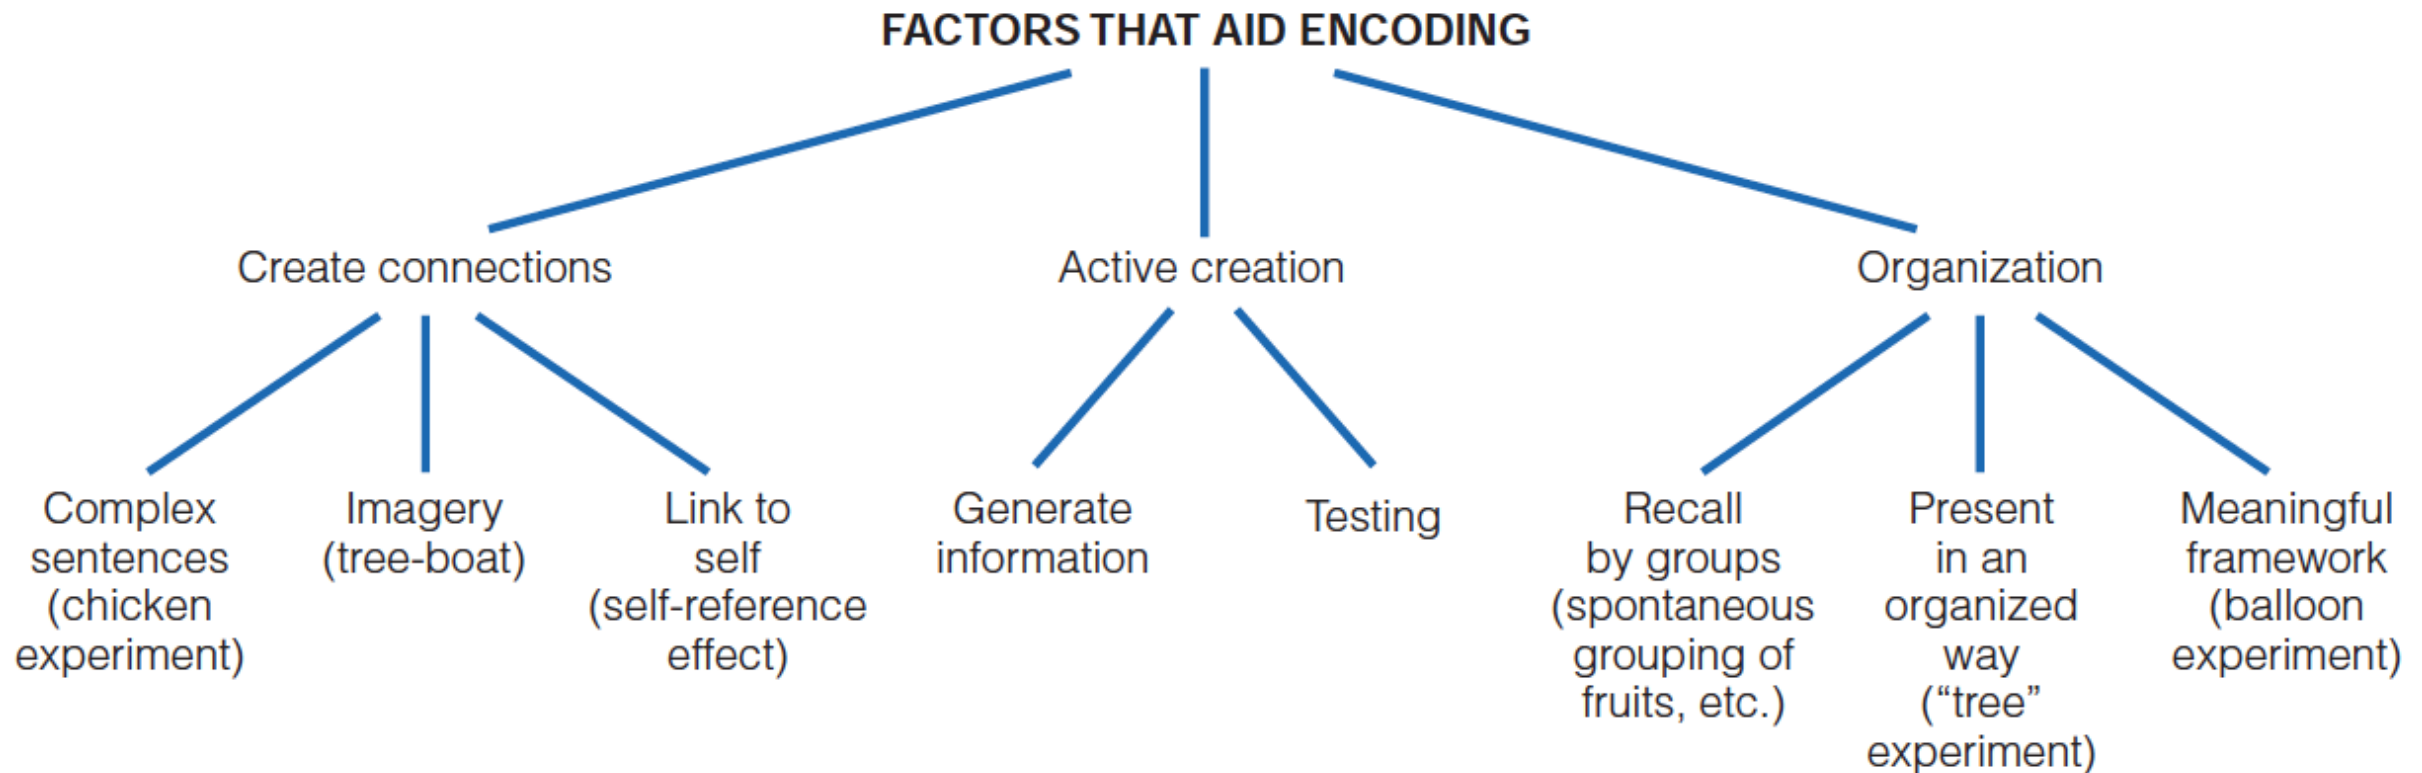 FACTORS THAT AID ENCODING
Create connections
Active creation
Organization
Complex
sentences
(chicken
experiment)
Imagery
(tree-boat)
Link to
self
(self-reference
effect)
Generate
information
Testing
Recall
by groups
(spontaneous
grouping of
fruits, etc.)
Present
in an
organized
way
(“tree”
experiment)
Meaningful
framework
(balloon
experiment)